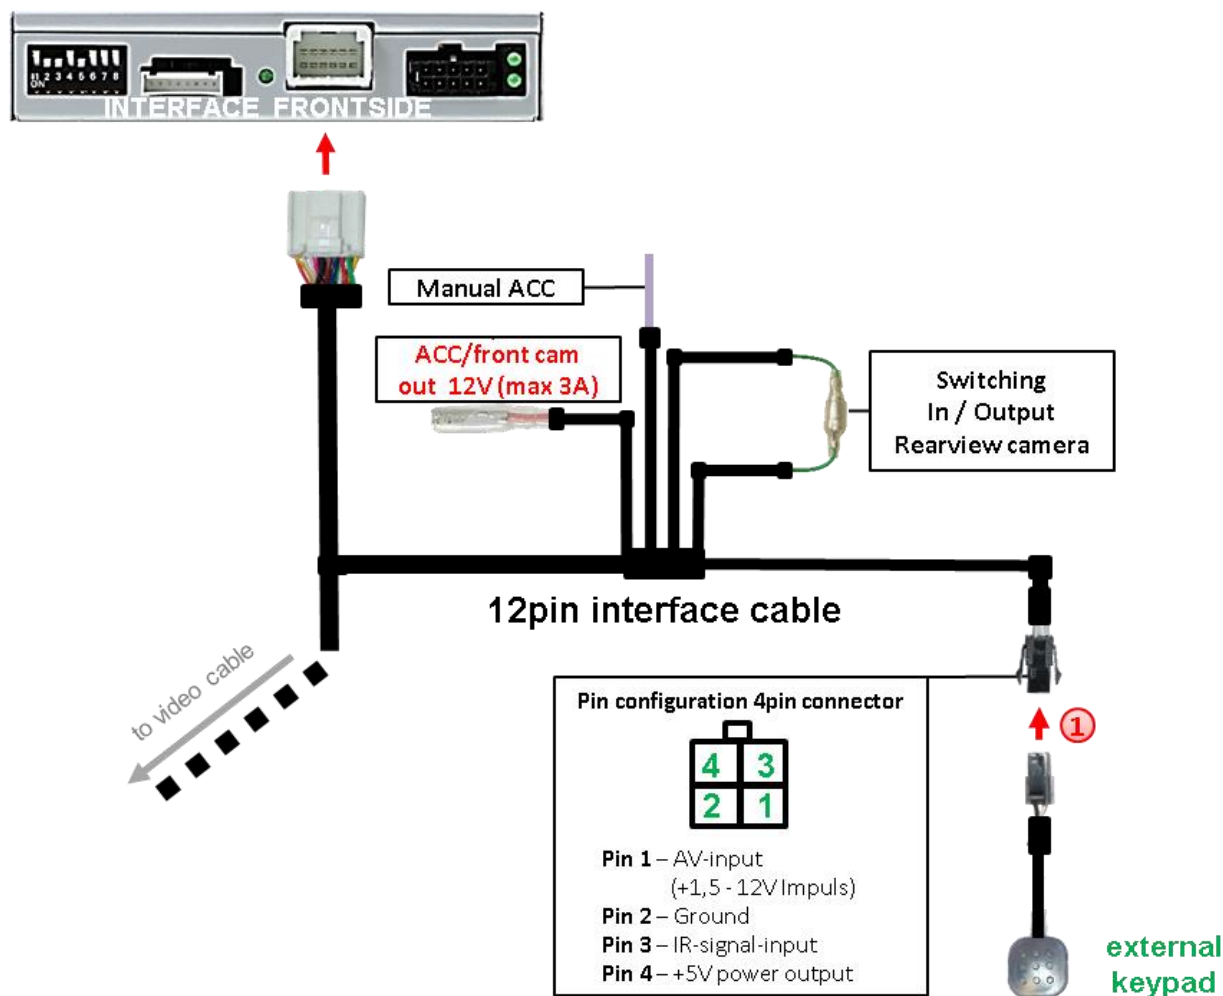 1 2 3 4 5 6 7 8
ON
INTERFACE FRONTSIDE
Manual ACC
ACC/front cam
out 12V (max 3A)
Switching
In / Output
Rearview camera
12pin interface cable
to video cable
Pin configuration 4pin connector
4 3
2 1
Pin 1 – AV-input
(+1,5 - 12V Impuls)
Pin 2 – Ground
Pin 3 – IR-signal-input
Pin 4 – +5V power output
1
external
keypad